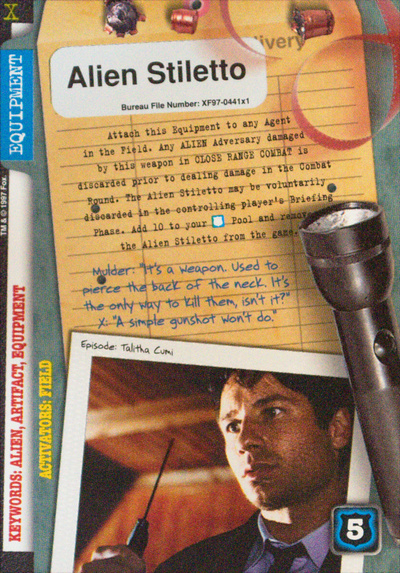 X
EQUIPMENT
TM & © 1997 Fox.
KEYWORDS: ALIEN, ARTIFACT, EQUIPMENT
ACTIVATORS: FIELD
livery
Alien Stiletto
Bureau File Number: XF97-0441x1
Attach this Equipment to any Agent
in the Field. Any ALIEN Adversary damaged
by this weapon in CLOSE RANGE COMBAT is
discarded prior to dealing damage in the Combat
Round. The Alien Stiletto may be voluntarily
discarded in the controlling player's Briefing
Phase. Add 10 to your Pool and remove
the Alien Stiletto from the game.
Mulder: "It's a weapon. Used to
pierce the back of the neck. It's
the only way to kill them, isn't it?"
X: "A simple gunshot won't do."
Episode: Talitha Cumi
5